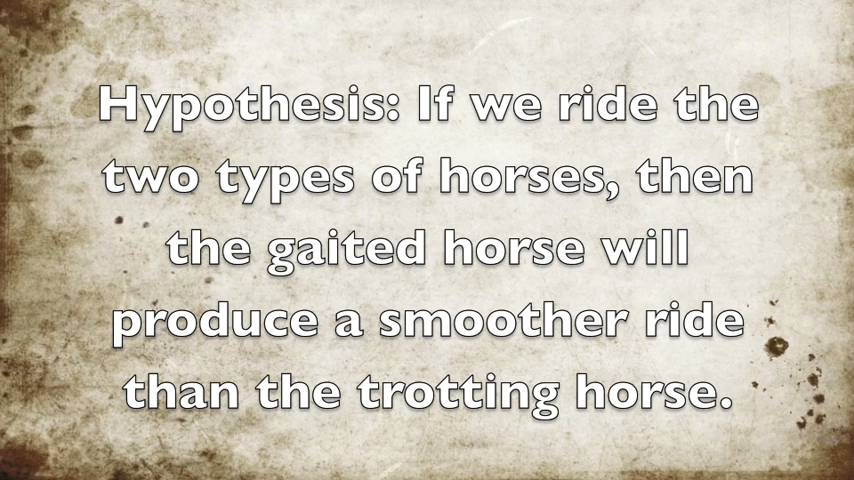 Hypothesis: If we ride the
two types of horses, then
the gaited horse will
produce a smoother ride
than the trotting horse.